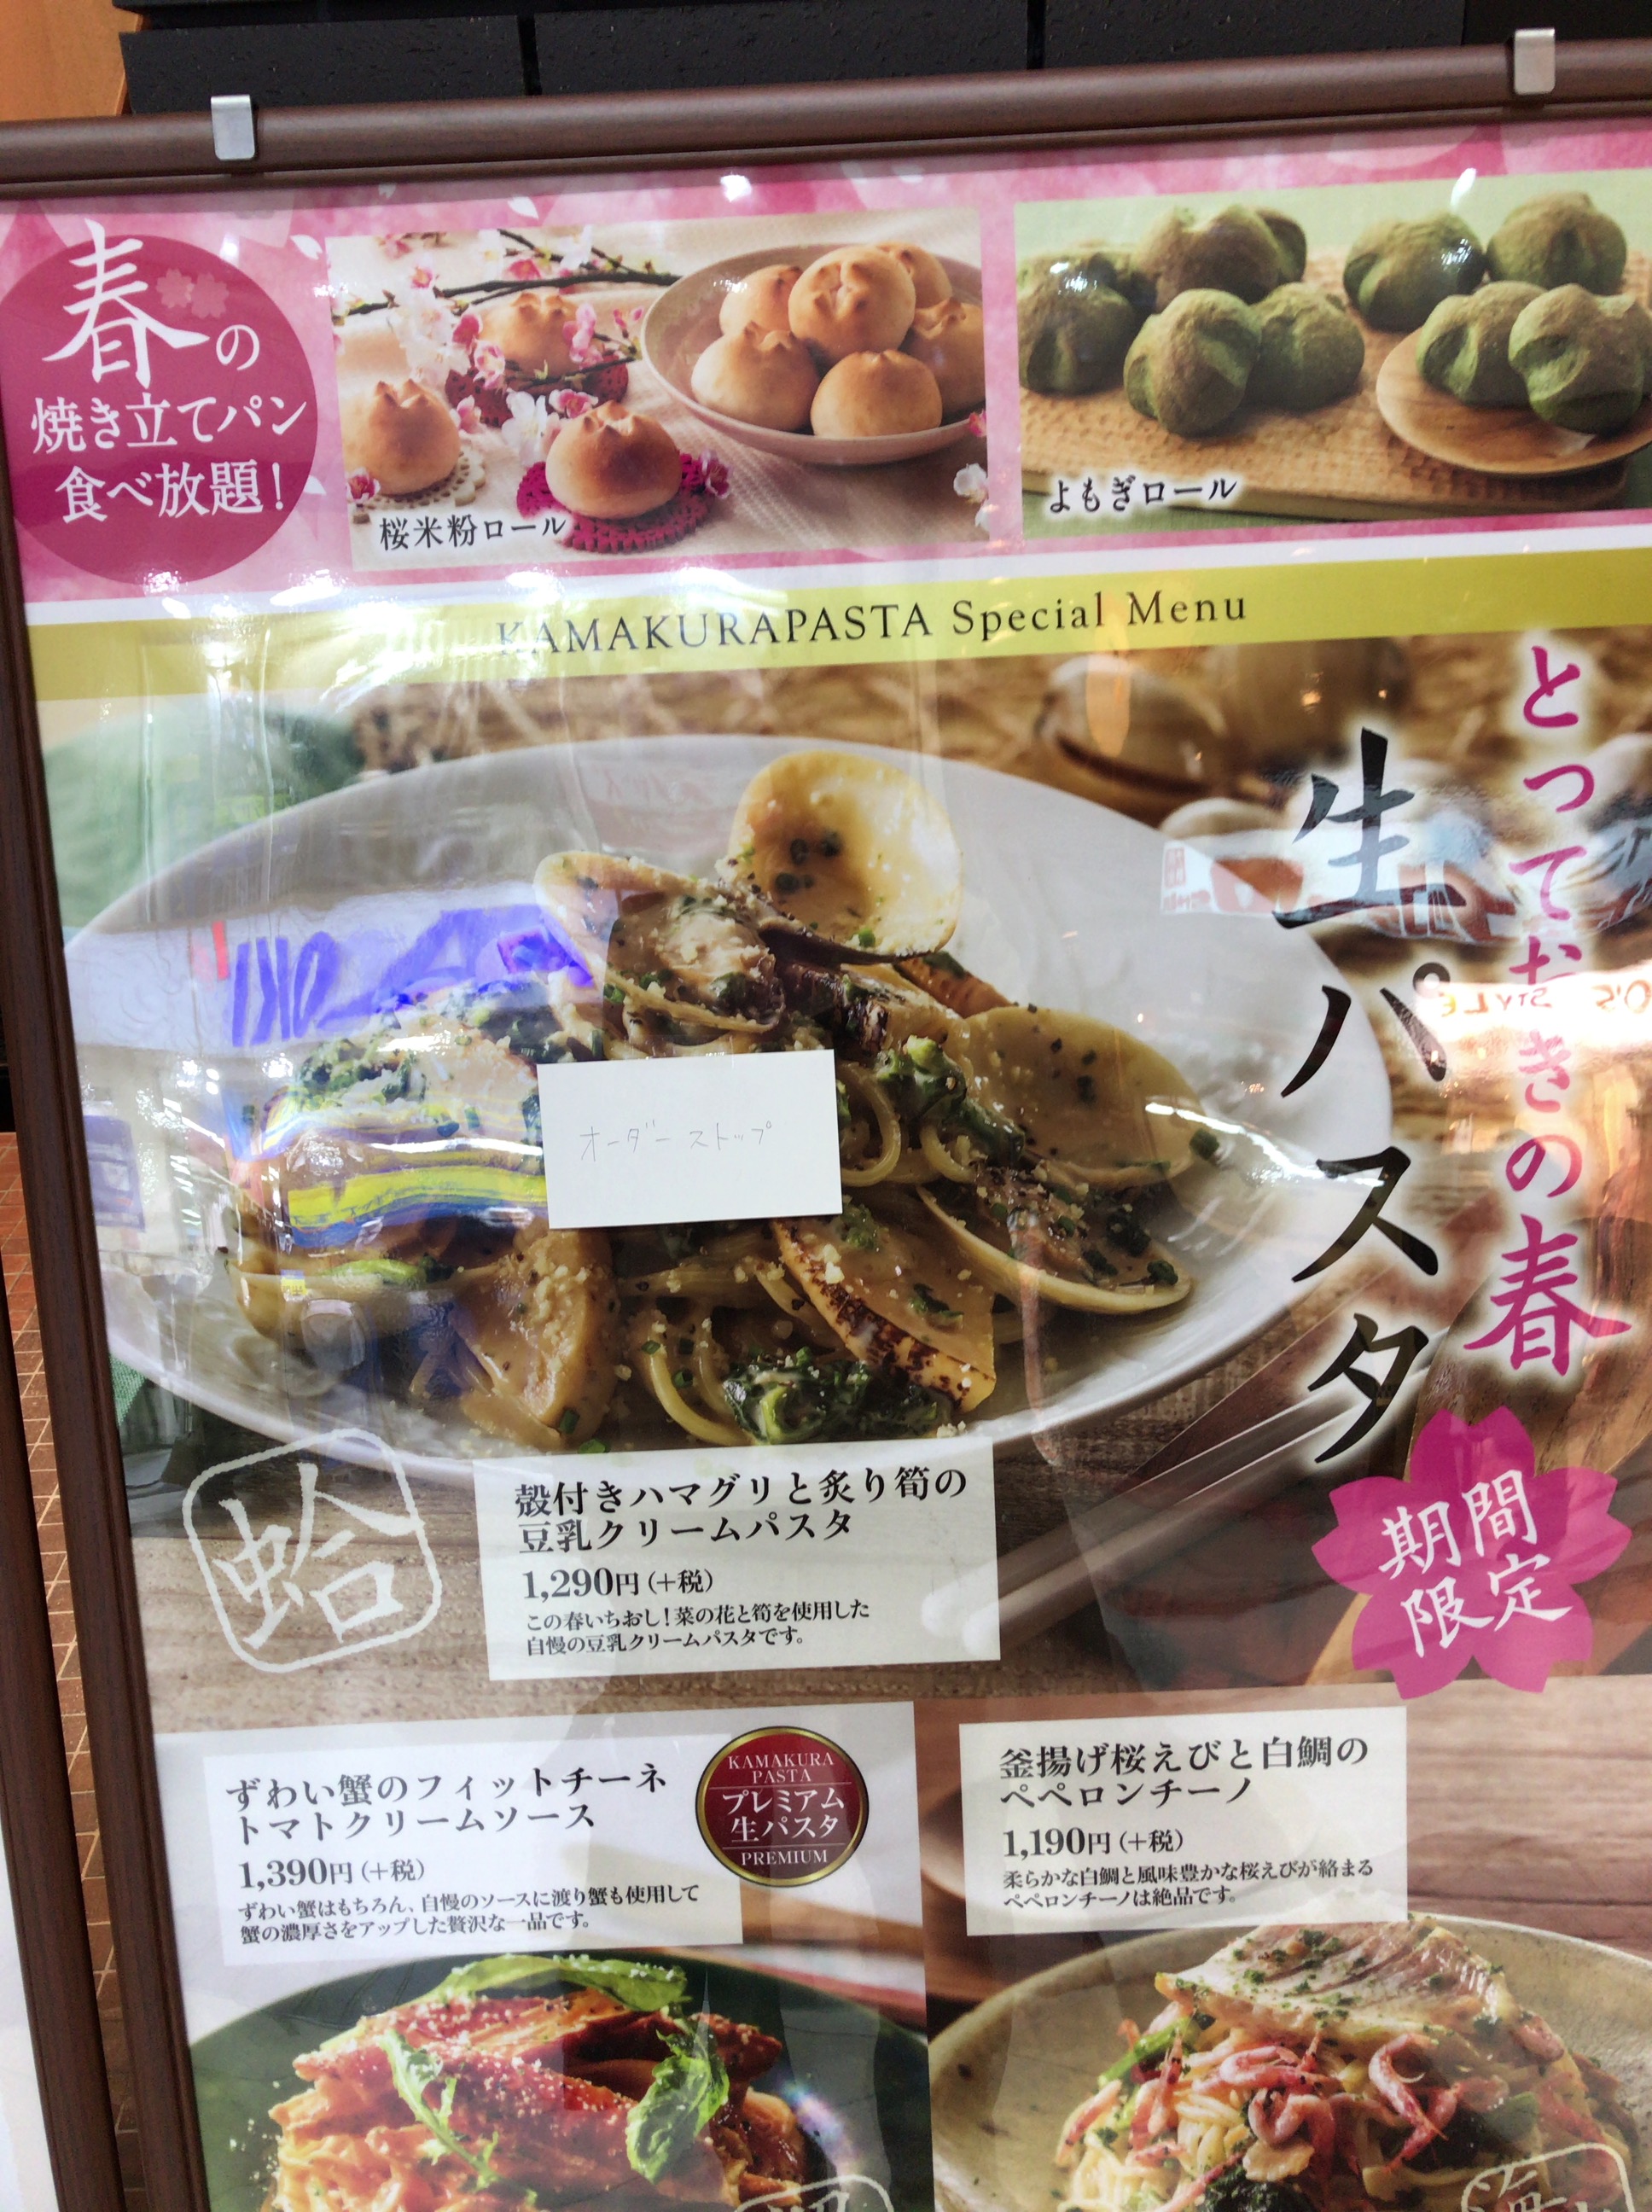 春の
焼き立てパン
食べ放題!
桜米粉ロール
よもぎロール
KAMAKURAPASTA Special Menu
とっておきの春
生パスタ
オーダーストップ
期間
限定
蛤
殻付きハマグリと炙り筍の
豆乳クリームパスタ
1,290円(+税)
この春いちおし!菜の花と筍を使用した
自慢の豆乳クリームパスタです。
ずわい蟹のフィットチーネ
トマトクリームソース
1,390円(+税)
ずわい蟹はもちろん、自慢のソースに渡り蟹も使用して
蟹の濃厚さをアップした贅沢な一品です。
KAMAKURA
PASTA
プレミアム
生パスタ
PREMIUM
釜揚げ桜えびと白鯛の
ペペロンチーノ
1,190円(+税)
柔らかな白鯛と風味豊かな桜えびが絡まる
ペペロンチーノは絶品です。